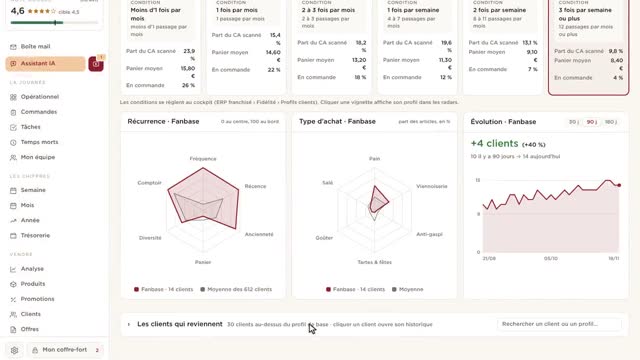 4,6 ★★★★★ cible 4,5
Boîte mail
Assistant iA
LA JOURNÉE
Opérationnel
Commandes
Tâches
Temps morts
Mon équipe
LES CHIFFRES
Semaine
Mois
Année
Trésorerie
VENDRE
Analyse
Produits
Promotions
Clients
Offres
Mon coffre-fort 2
CONDITION
Moins d'1 fois par mois
moins d'1 passage par mois
Part du CA scanné 23,9 %
Panier moyen 15,80 €
En commande 26 %
CONDITION
1 fois par mois
1 passage par mois
Part du CA scanné 15,4 %
Panier moyen 14,60 €
En commande 22 %
CONDITION
2 à 3 fois par mois
2 à 3 passages par mois
Part du CA scanné 18,2 %
Panier moyen 13,20 €
En commande 18 %
CONDITION
1 fois par semaine
4 à 7 passages par mois
Part du CA scanné 19,6 %
Panier moyen 11,30 €
En commande 12 %
CONDITION
2 fois par semaine
8 à 11 passages par mois
Part du CA scanné 13,1 %
Panier moyen 9,10 €
En commande 7 %
CONDITION
3 fois par semaine ou plus
12 passages par mois ou plus
Part du CA scanné 9,8 %
Panier moyen 8,40 €
En commande 4 %
Les conditions se règlent au cockpit (ERP franchisé › Fidélité › Profils clients). Cliquer une vignette affiche son profil dans les radars.
Récurrence · Fanbase
0 au centre, 100 au bord
Fréquence
Récence
Ancienneté
Panier
Diversité
Comptoir
Fanbase · 14 clients
Moyenne des 612 clients
Type d'achat · Fanbase
part des articles, en %
Pain
Viennoiserie
Anti-gaspi
Tartes & fêtes
Goûter
Salé
Fanbase · 14 clients
Moyenne
Évolution · Fanbase
30 j 90 j 180 j
+4 clients (+40 %)
10 il y a 90 jours → 14 aujourd'hui
0
21/08 05/10 19/11
Les clients qui reviennent
30 clients au-dessus du profil de base · cliquer un client ouvre son historique
Rechercher un client ou un profil…